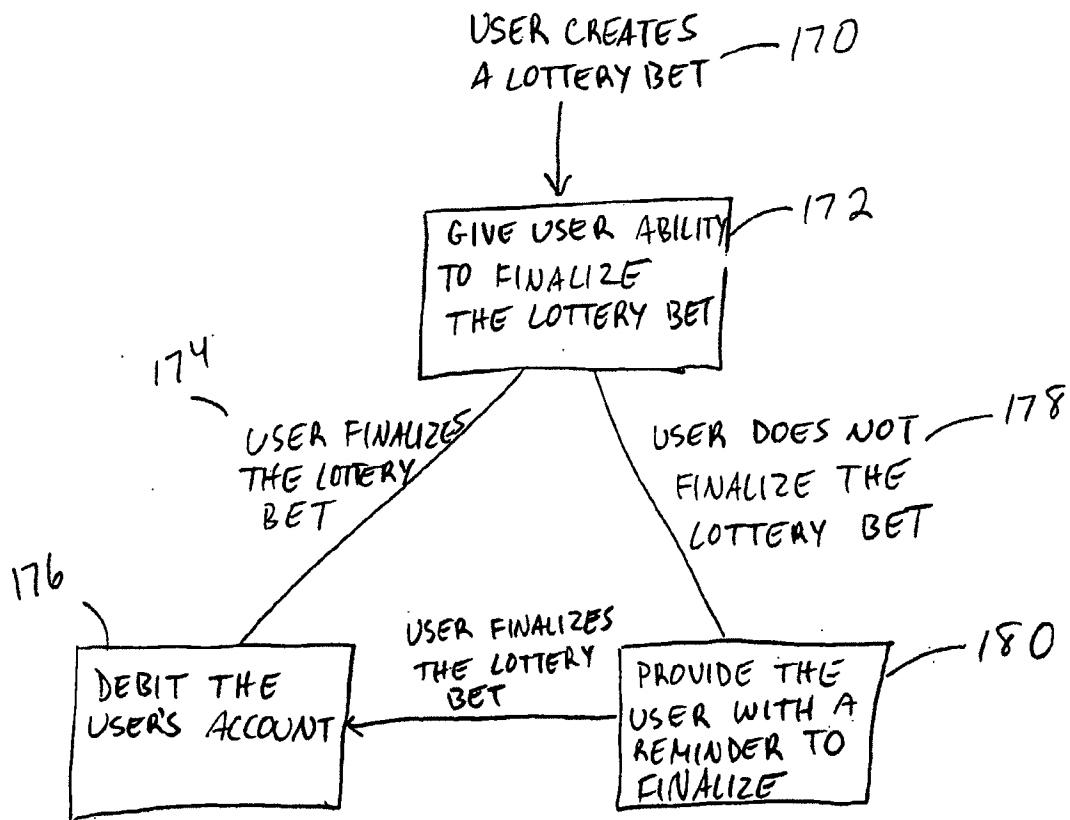 USER CREATES
A LOTTERY BET
170
GIVE USER ABILITY
TO FINALIZE
THE LOTTERY BET
172
174
USER FINALIZES
THE LOTTERY
BET
USER DOES NOT
FINALIZE THE
LOTTERY BET
178
176
DEBIT THE
USER'S ACCOUNT
USER FINALIZES
THE LOTTERY
BET
PROVIDE THE
USER WITH A
REMINDER TO
FINALIZE
180